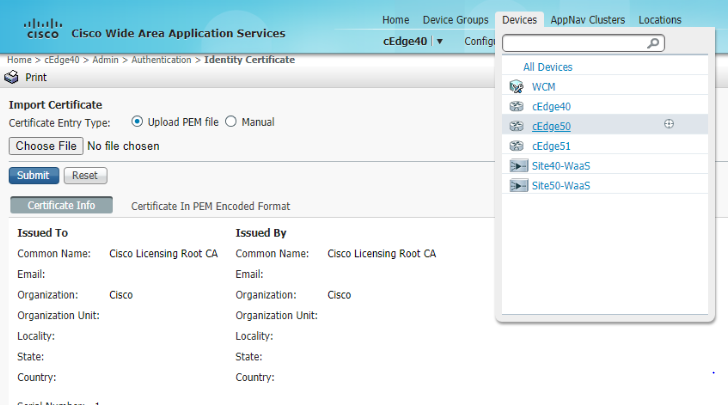 Home Device Groups Devices AppNav Clusters Locations
CISCO Cisco Wide Area Application Services
cEdge40 Configu
Home > cEdge40 > Admin > Authentication > Identity Certificate
Print
All Devices
WCM
cEdge40
cEdge50
cEdge51
Site40-WaaS
Site50-WaaS
Import Certificate
Certificate Entry Type: Upload PEM file Manual
Choose File No file chosen
Submit Reset
Certificate Info Certificate In PEM Encoded Format
Issued To Issued By
Common Name: Cisco Licensing Root CA Common Name: Cisco Licensing Root CA
Email: Email:
Organization: Cisco Organization: Cisco
Organization Unit: Organization Unit:
Locality: Locality:
State: State:
Country: Country:
Serial Number: 1